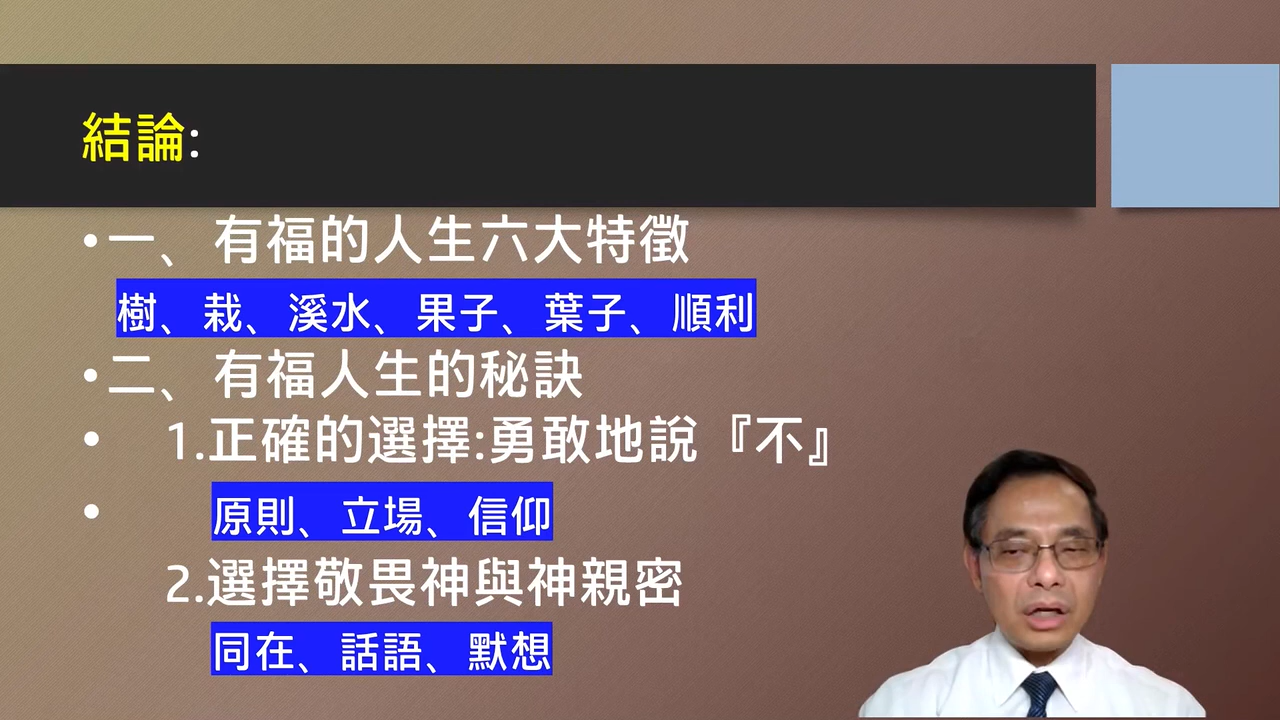 結論:
•一、有福的人生六大特徵
樹、栽、溪水、果子、葉子、順利
•二、有福人生的秘訣
• 1.正確的選擇:勇敢地說『不』
• 原則、立場、信仰
2.選擇敬畏神與神親密
同在、話語、默想